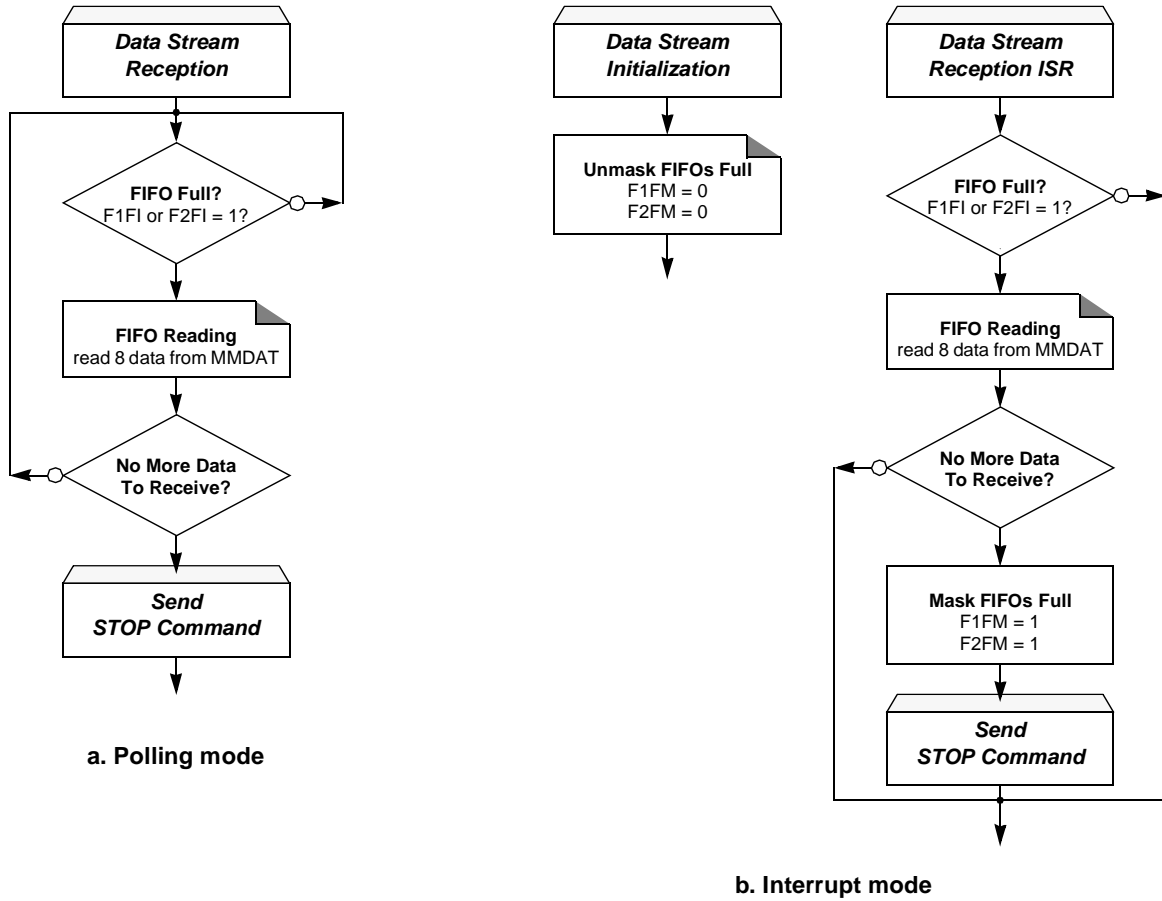 Data Stream
Reception
FIFO Full?
F1FI or F2FI = 1?
FIFO Reading
read 8 data from MMDAT
No More Data
To Receive?
Send
STOP Command
a. Polling mode
Data Stream
Initialization
Unmask FIFOs Full
F1FM = 0
F2FM = 0
Data Stream
Reception ISR
FIFO Full?
F1FI or F2FI = 1?
FIFO Reading
read 8 data from MMDAT
No More Data
To Receive?
Mask FIFOs Full
F1FM = 1
F2FM = 1
Send
STOP Command
b. Interrupt mode